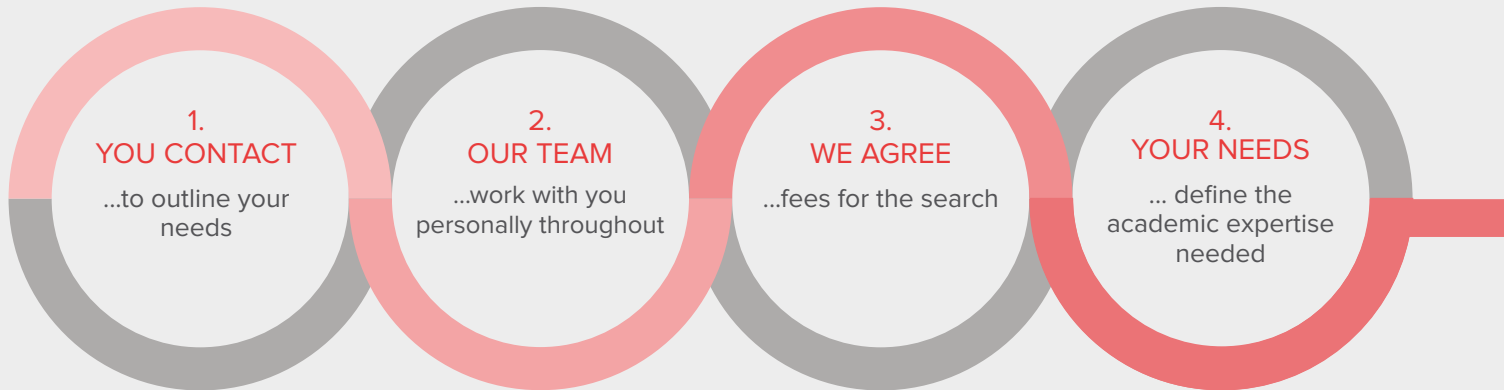 1.
YOU CONTACT
...to outline your
needs
2.
OUR TEAM
...work with you
personally throughout
3.
WE AGREE
...fees for the search
4.
YOUR NEEDS
... define the
academic expertise
needed